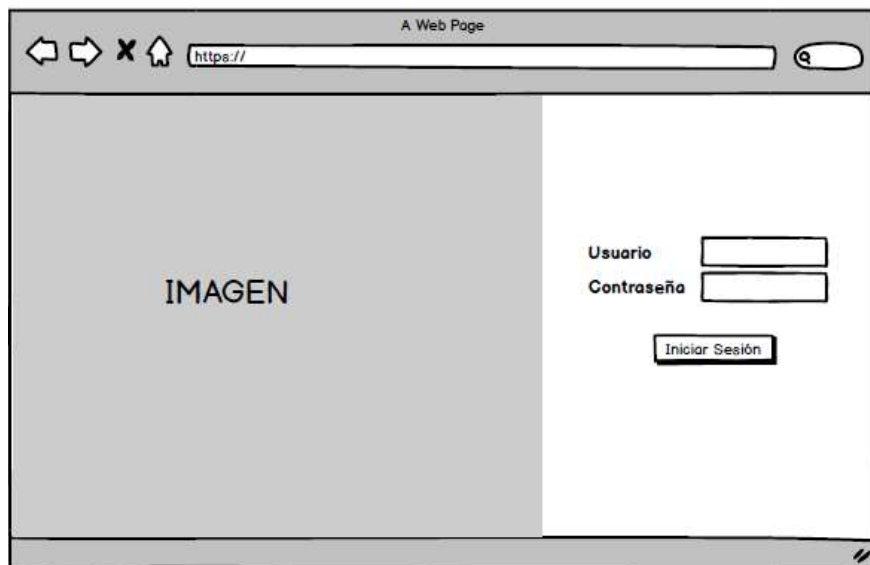 A Web Page
https://
IMAGEN
Usuario
Contraseña
Iniciar Sesión